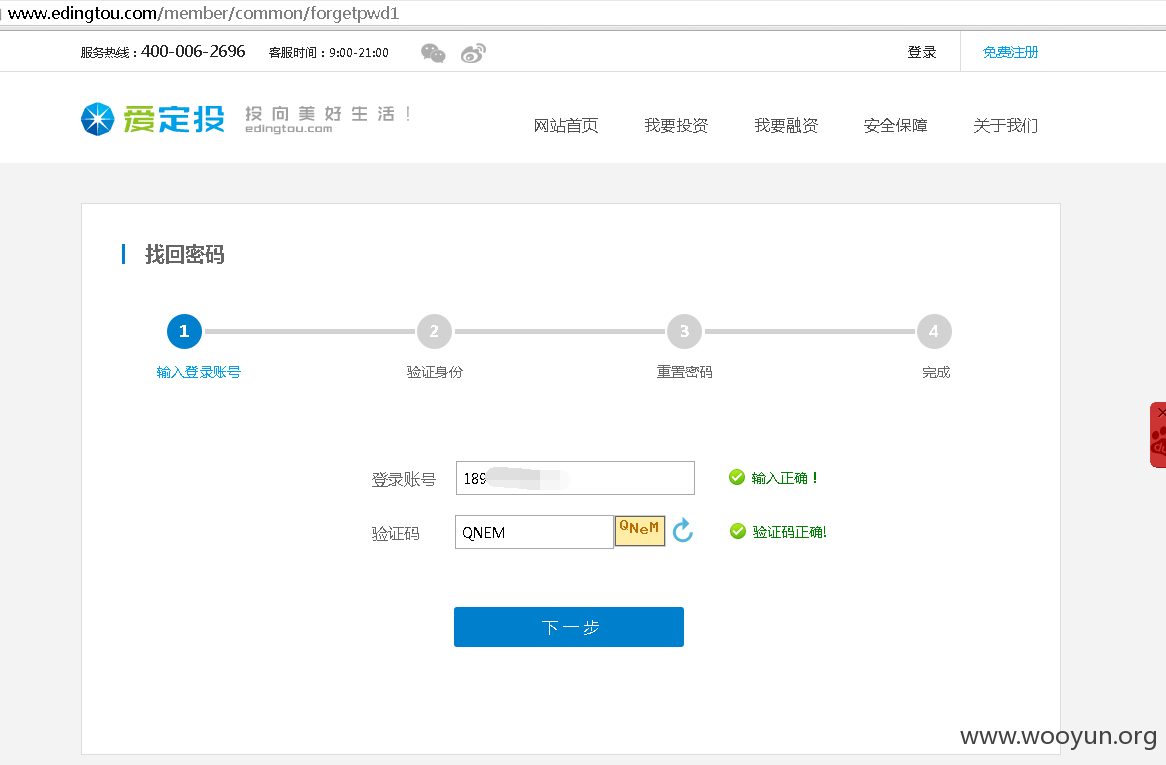 www.edingtou.com/member/common/forgetpwd1
服务热线：400-006-2696 客服时间：9:00-21:00 登录 免费注册
爱定投 投向美好生活！
edingtou.com
网站首页 我要投资 我要融资 安全保障 关于我们
找回密码
1 2 3 4
输入登录账号 验证身份 重置密码 完成
登录账号 189 输入正确！
验证码 QNEM QNeM 验证码正确!
下一步
www.wooyun.org